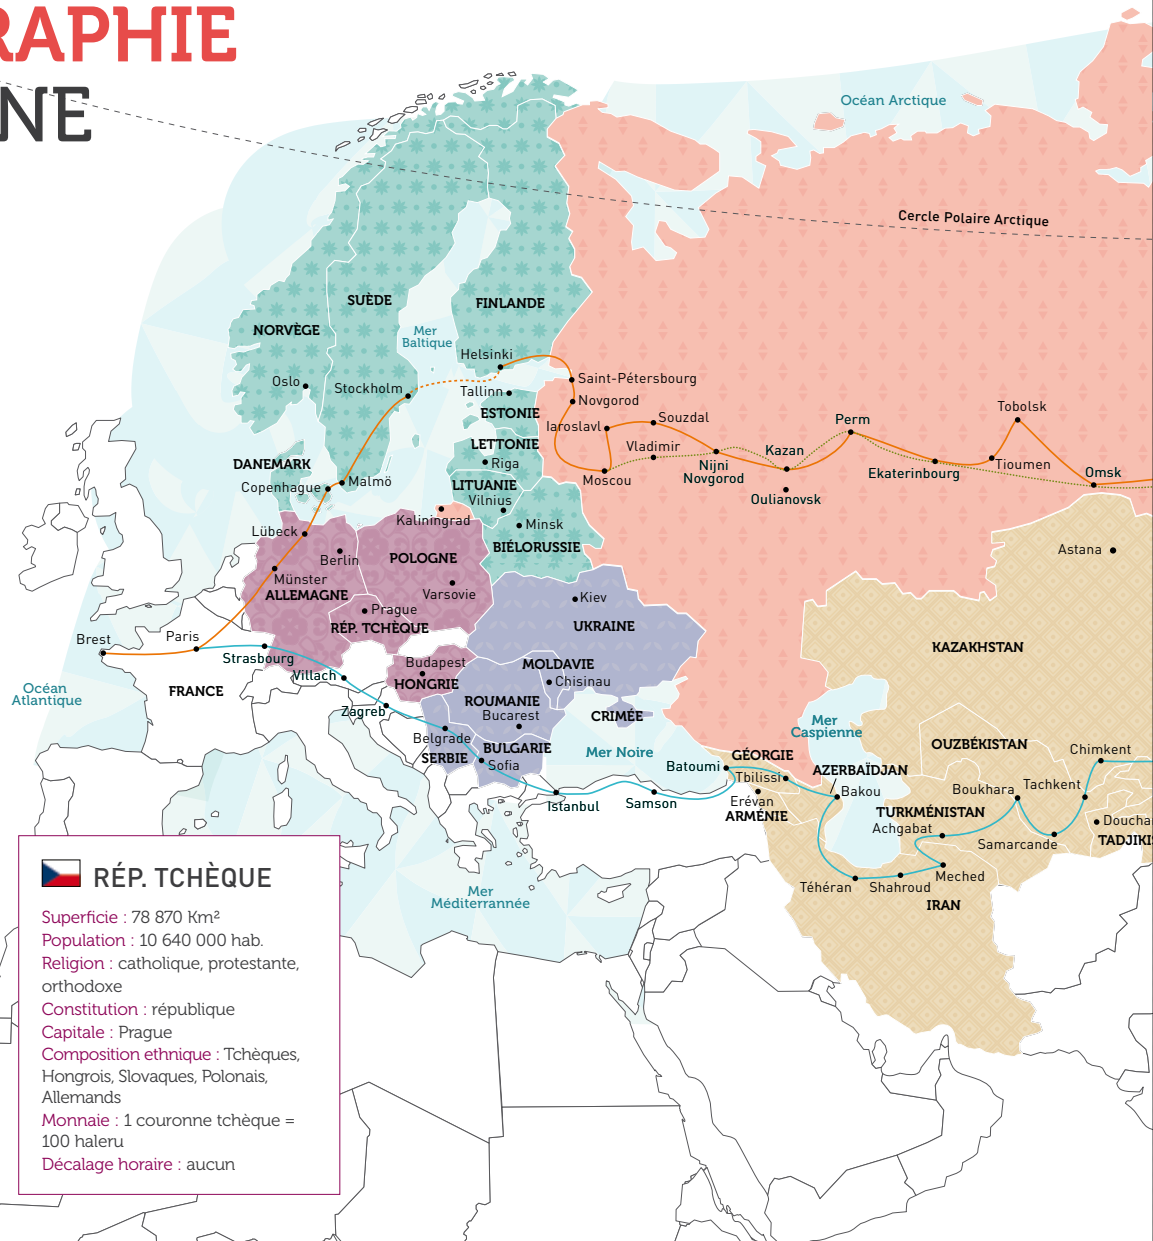 RAPHIE
NE
Océan Arctique
Cercle Polaire Arctique
SUÈDE
FINLANDE
NORVÈGE
Mer
Baltique
Helsinki
Oslo
Stockholm
Tallinn
Saint-Pétersbourg
Novgorod
ESTONIE
Iaroslavl
Souzdal
Perm
Tobolsk
LETTONIE
Vladimir
Kazan
DANEMARK
Riga
Nijni
Novgorod
Ekaterinbourg
Tioumen
Omsk
Copenhague
Malmö
LITUANIE
Vilnius
Moscou
Oulianovsk
Kaliningrad
Minsk
Lübeck
BIÉLORUSSIE
Astana
Berlin
POLOGNE
Münster
ALLEMAGNE
Varsovie
Kiev
Prague
RÉP. TCHÈQUE
UKRAINE
Brest
Paris
Strasbourg
KAZAKHSTAN
Villach
Budapest
HONGRIE
MOLDAVIE
Chisinau
Océan
Atlantique
FRANCE
ROUMANIE
Bucarest
CRIMÉE
Zagreb
Mer
Caspienne
Belgrade
SERBIE
BULGARIE
Sofia
Mer Noire
GÉORGIE
OUZBÉKISTAN
Chimkent
Batoumi
Tbilissi
AZERBAÏDJAN
Bakou
Boukhara
Tachkent
Istanbul
Samson
Erévan
ARMÉNIE
TURKMÉNISTAN
Achgabat
Samarcande
Doucha
TADJIKIS
Téhéran
Shahroud
Meched
IRAN
Mer
Méditerrannée
RÉP. TCHÈQUE
Superficie : 78 870 Km²
Population : 10 640 000 hab.
Religion : catholique, protestante,
orthodoxe
Constitution : république
Capitale : Prague
Composition ethnique : Tchèques,
Hongrois, Slovaques, Polonais,
Allemands
Monnaie : 1 couronne tchèque =
100 haleru
Décalage horaire : aucun